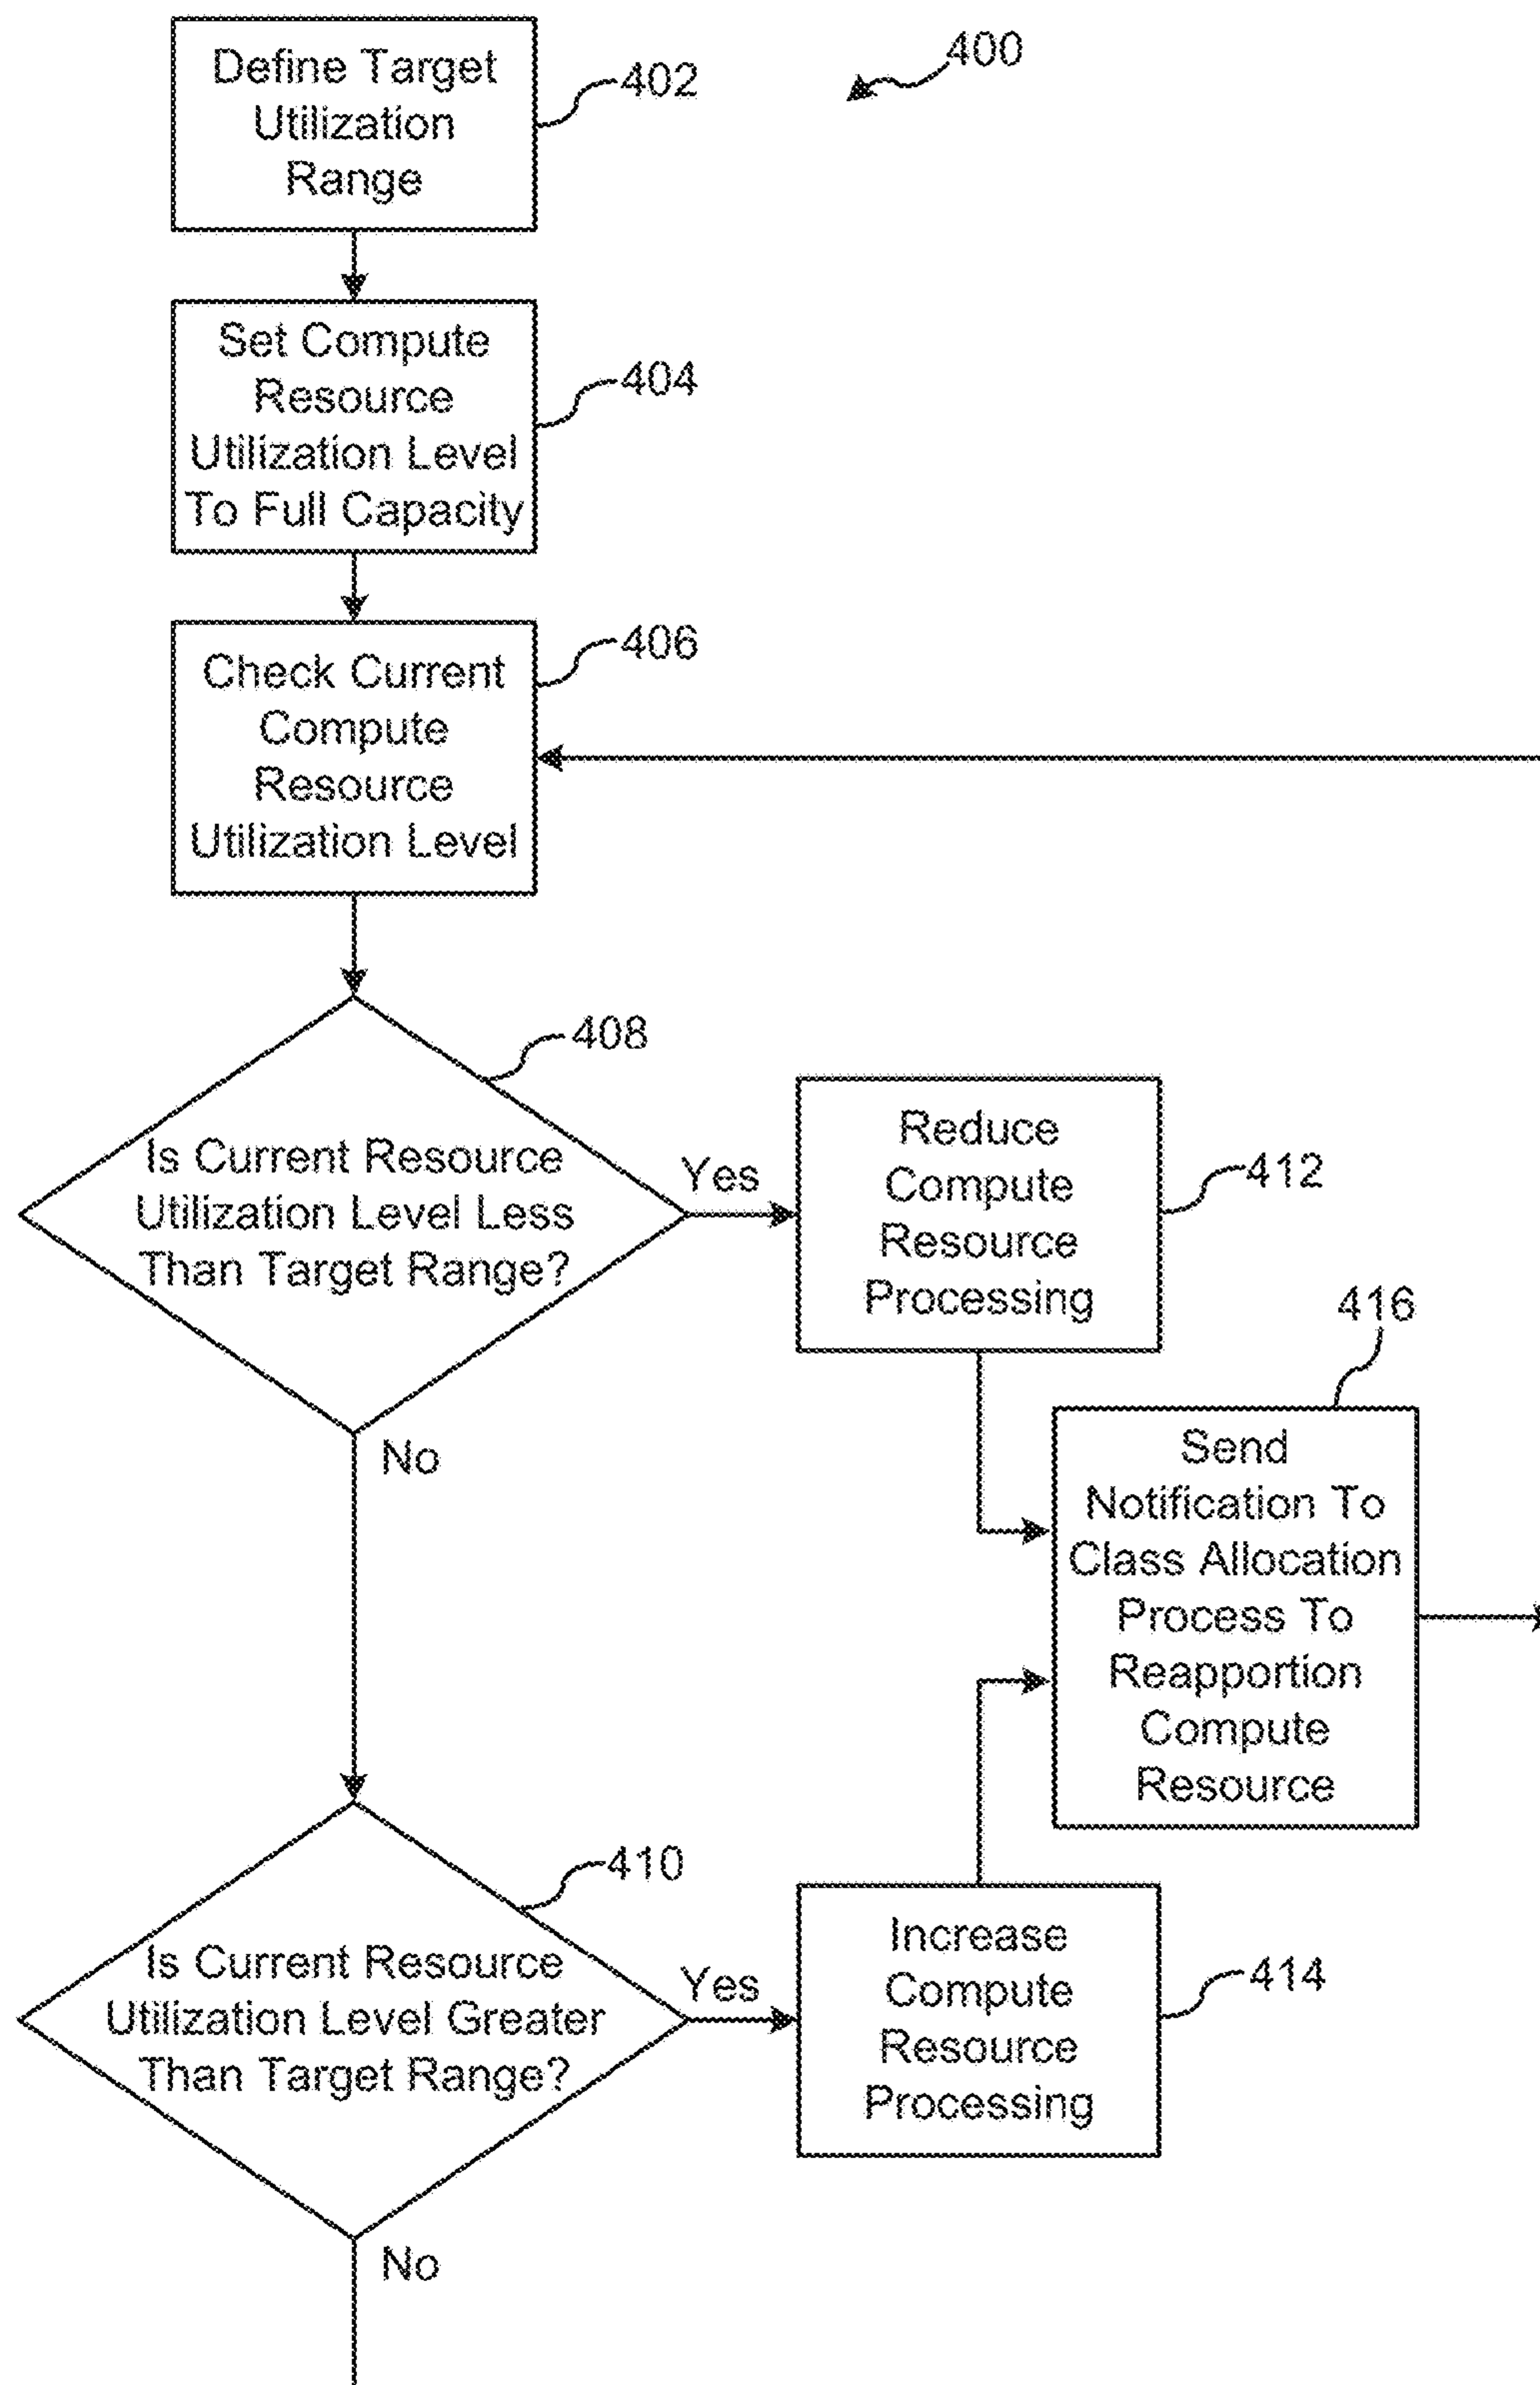 400
Define Target
Utilization
Range
402
Set Compute
Resource
Utilization Level
To Full Capacity
404
Check Current
Compute
Resource
Utilization Level
406
Is Current Resource
Utilization Level Less
Than Target Range?
408
Yes
No
Reduce
Compute
Resource
Processing
412
Send
Notification To
Class Allocation
Process To
Reapportion
Compute
Resource
416
Is Current Resource
Utilization Level Greater
Than Target Range?
410
Yes
No
Increase
Compute
Resource
Processing
414